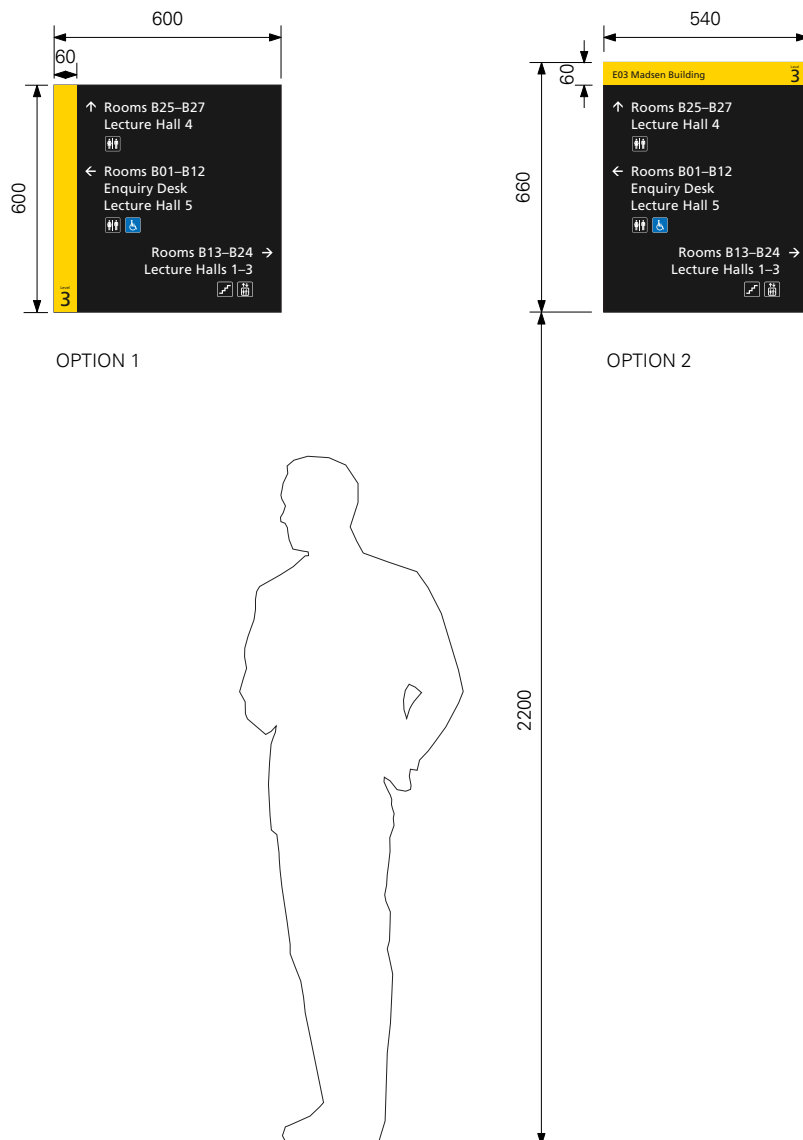 600
60
600
Rooms B25–B27
Lecture Hall 4
Rooms B01–B12
Enquiry Desk
Lecture Hall 5
Rooms B13–B24
Lecture Halls 1–3
Level
3
OPTION 1
540
60
660
E03 Madsen Building
Level
3
Rooms B25–B27
Lecture Hall 4
Rooms B01–B12
Enquiry Desk
Lecture Hall 5
Rooms B13–B24
Lecture Halls 1–3
OPTION 2
2200